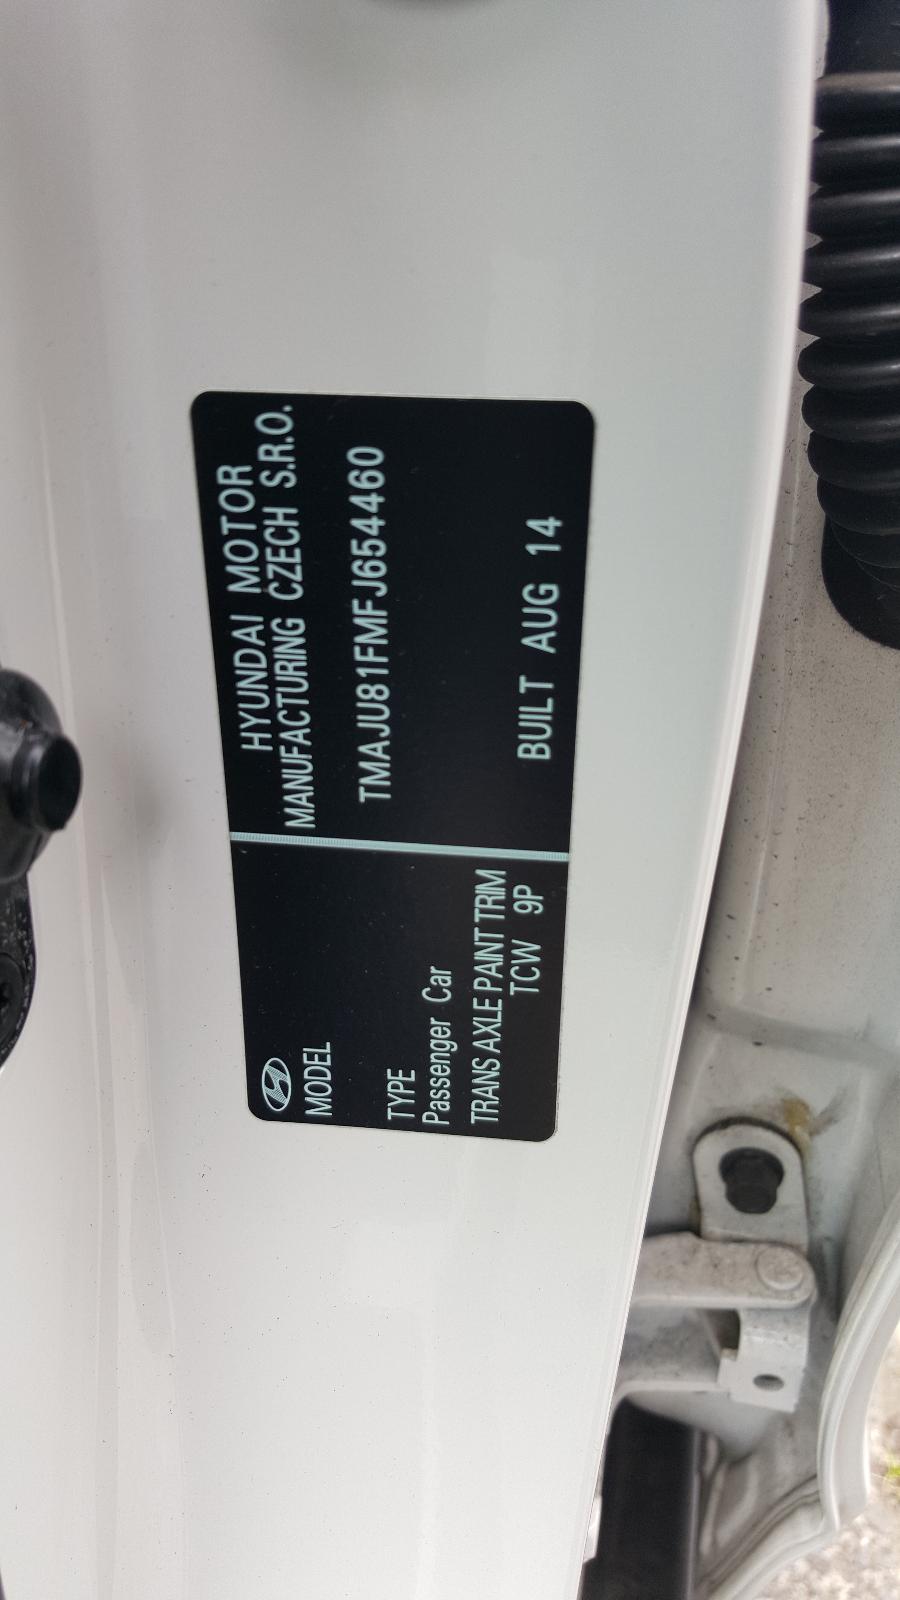 MODEL
TYPE
Passenger Car
TRANS AXLE PAINT TRIM
TCW 9P
HYUNDAI MOTOR
MANUFACTURING CZECH S.R.O.
TMAJU81FMFJ654460
BUILT AUG 14